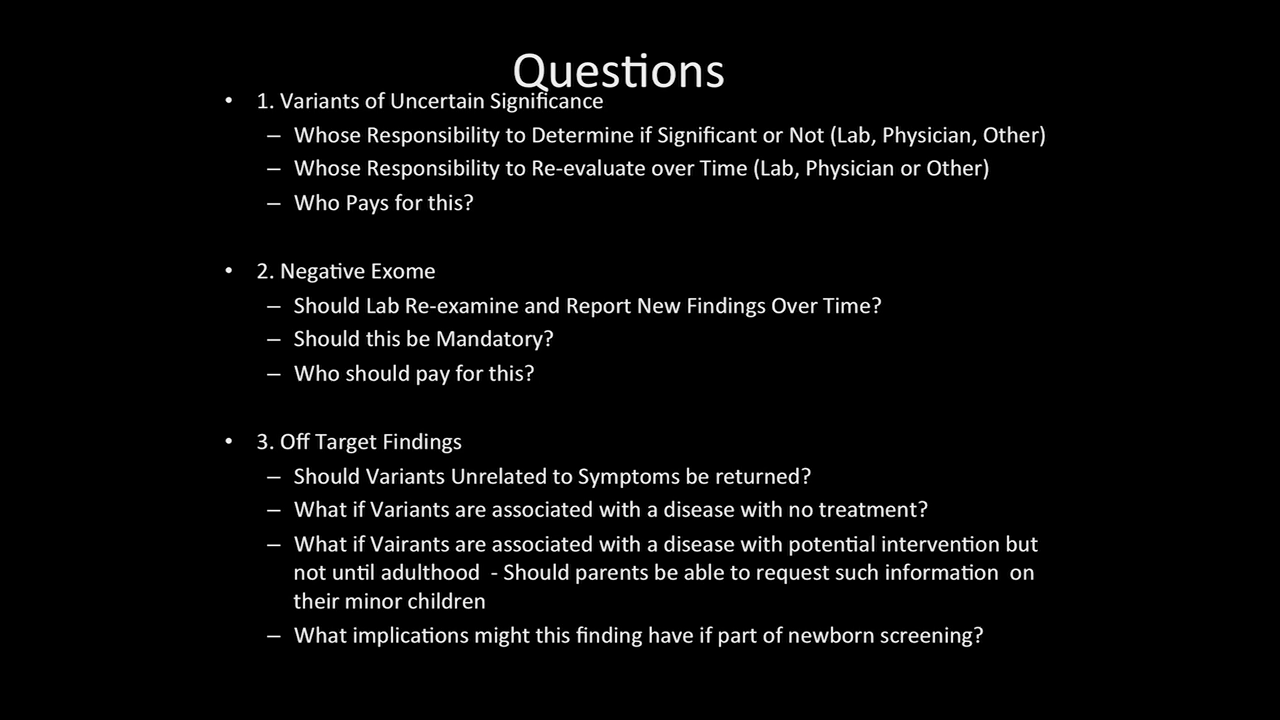 Questions
• 1. Variants of Uncertain Significance
– Whose Responsibility to Determine if Significant or Not (Lab, Physician, Other)
– Whose Responsibility to Re-evaluate over Time (Lab, Physician or Other)
– Who Pays for this?
• 2. Negative Exome
– Should Lab Re-examine and Report New Findings Over Time?
– Should this be Mandatory?
– Who should pay for this?
• 3. Off Target Findings
– Should Variants Unrelated to Symptoms be returned?
– What if Variants are associated with a disease with no treatment?
– What if Vairants are associated with a disease with potential intervention but
not until adulthood - Should parents be able to request such information on
their minor children
– What implications might this finding have if part of newborn screening?